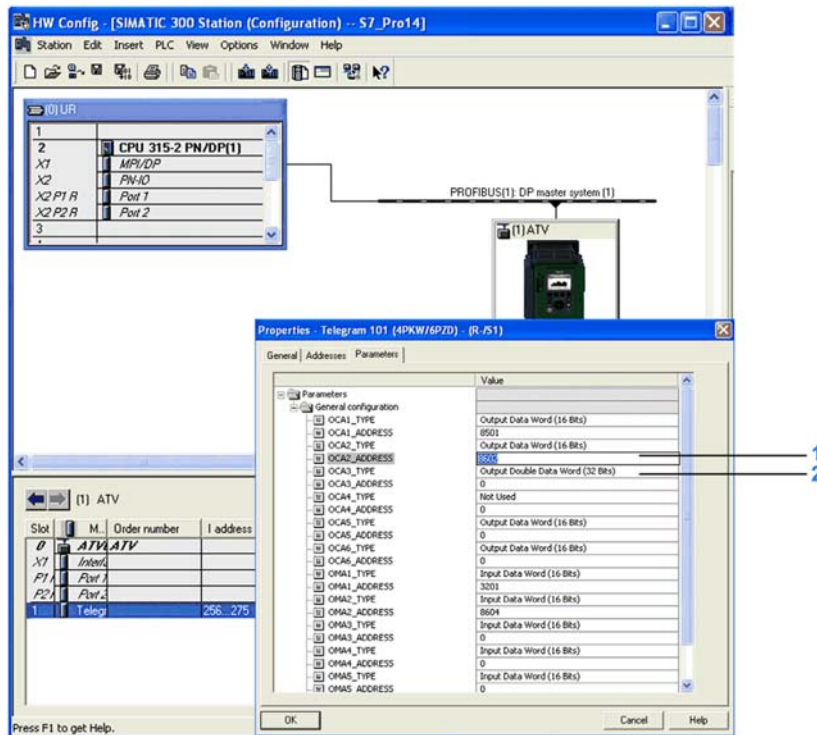 HW Config - [SIMATIC 300 Station (Configuration) -- S7_Pro14]
Station Edit Insert PLC View Options Window Help
(0) UR
1
2 CPU 315-2 PN/DP(1)
X1 MPI/DP
X2 PN-IO
X2 P1 R Port 1
X2 P2 R Port 2
3
PROFIBUS(1): DP master system (1)
(1) ATV
Properties - Telegram 101 (4PKW/6PZD) - (R-/S1)
General Addresses Parameters
Value
Parameters
General configuration
OCA1_TYPE Output Data Word (16 Bits)
OCA1_ADDRESS 8501
OCA2_TYPE Output Data Word (16 Bits)
OCA2_ADDRESS 8602
OCA3_TYPE Output Double Data Word (32 Bits)
OCA3_ADDRESS 0
OCA4_TYPE Not Used
OCA4_ADDRESS 0
OCA5_TYPE Output Data Word (16 Bits)
OCA5_ADDRESS 0
OCA6_TYPE Output Data Word (16 Bits)
OCA6_ADDRESS 0
OMA1_TYPE Input Data Word (16 Bits)
OMA1_ADDRESS 3201
OMA2_TYPE Input Data Word (16 Bits)
OMA2_ADDRESS 8604
OMA3_TYPE Input Data Word (16 Bits)
OMA3_ADDRESS 0
OMA4_TYPE Input Data Word (16 Bits)
OMA4_ADDRESS 0
OMA5_TYPE Input Data Word (16 Bits)
OMA5_ADDRESS 0
OK Cancel Help
1
2
(1) ATV
Slot M... Order number I address
0 ATV ATV
X1 Interf
P1 Port 1
P2 Port 2
1 Telegr 256...275
Press F1 to get Help.